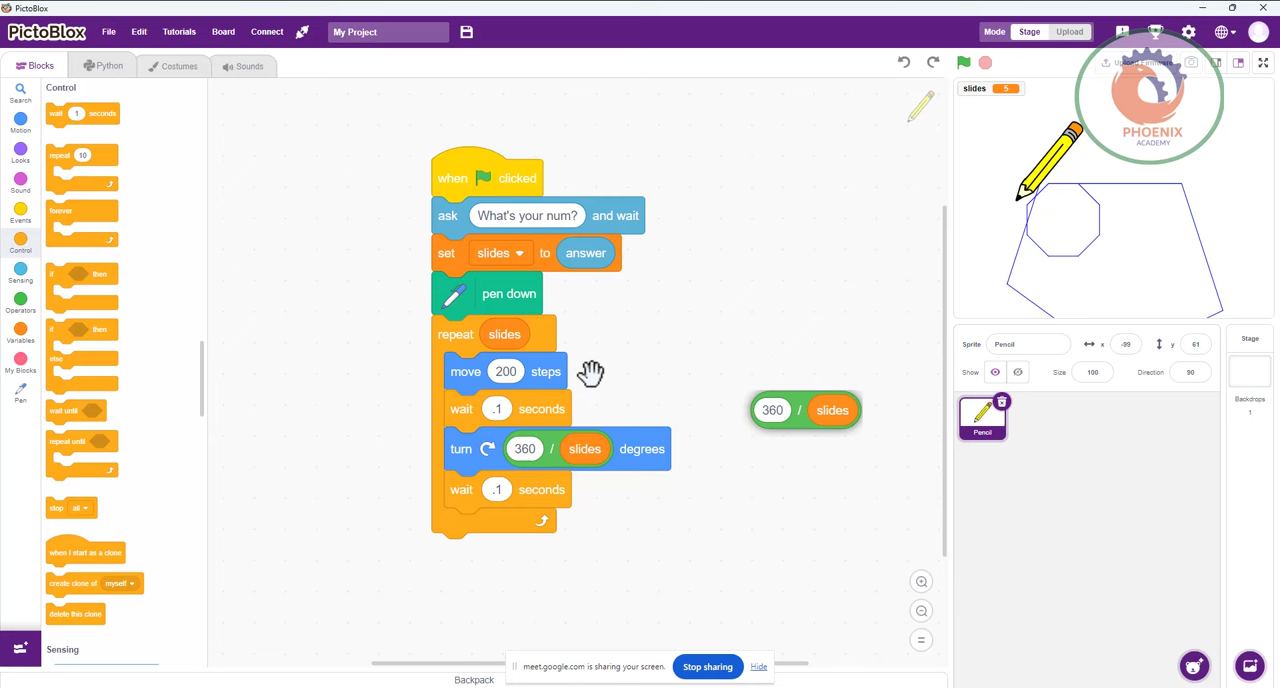 PictoBlox
PictoBlox File Edit Tutorials Board Connect My Project Mode Stage Upload
Blocks Python Costumes Sounds
Upload Firmware
Search
Motion
Looks
Sound
Events
Control
Sensing
Operators
Variables
My Blocks
Pen
Control
wait 1 seconds
repeat 10
forever
if then
if then
else
wait until
repeat until
stop all
when I start as a clone
create clone of myself
delete this clone
Sensing
when clicked
ask What's your num? and wait
set slides to answer
pen down
repeat slides
move 200 steps
wait .1 seconds
turn 360 / slides degrees
wait .1 seconds
360 / slides
slides 5
PHOENIX
ACADEMY
Sprite Pencil x -99 y 61
Show Size 100 Direction 90
Pencil
Stage
Backdrops
1
meet.google.com is sharing your screen. Stop sharing Hide
Backpack